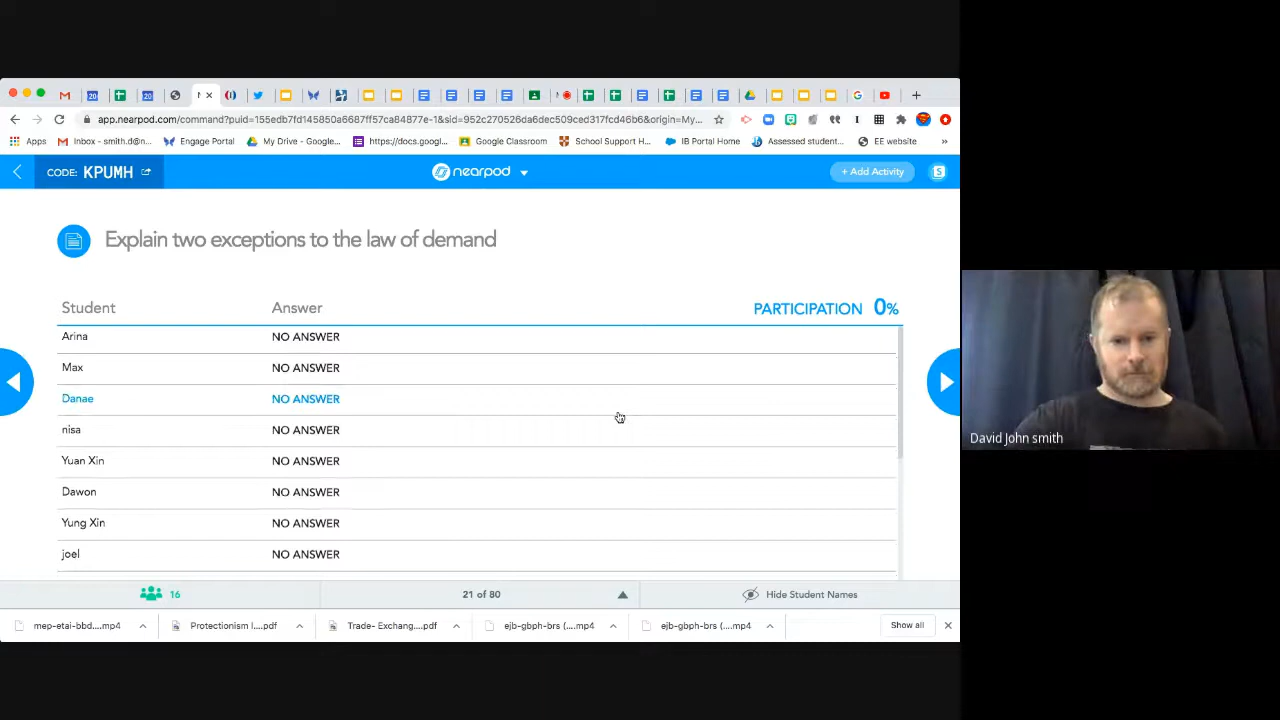 app.nearpod.com/command?puid=155edb7fd145850a6687ff57ca84877e-1&sid=952c270526da6dec509ced317fcd46b6&origin=My...
Apps Inbox - smith.d@n... Engage Portal My Drive - Google... https://docs.goog... Google Classroom School Support H... IB Portal Home Assessed student... EE website »
CODE: KPUMH nearpod + Add Activity S
Explain two exceptions to the law of demand
Student Answer PARTICIPATION 0%
Arina NO ANSWER
Max NO ANSWER
Danae NO ANSWER
nisa NO ANSWER
Yuan Xin NO ANSWER
Dawon NO ANSWER
Yung Xin NO ANSWER
joel NO ANSWER
David John smith
16 21 of 80 Hide Student Names
mep-etai-bbd....mp4 Protectionism I....pdf Trade- Exchang....pdf ejb-gbph-brs (....mp4 ejb-gbph-brs (....mp4 Show all